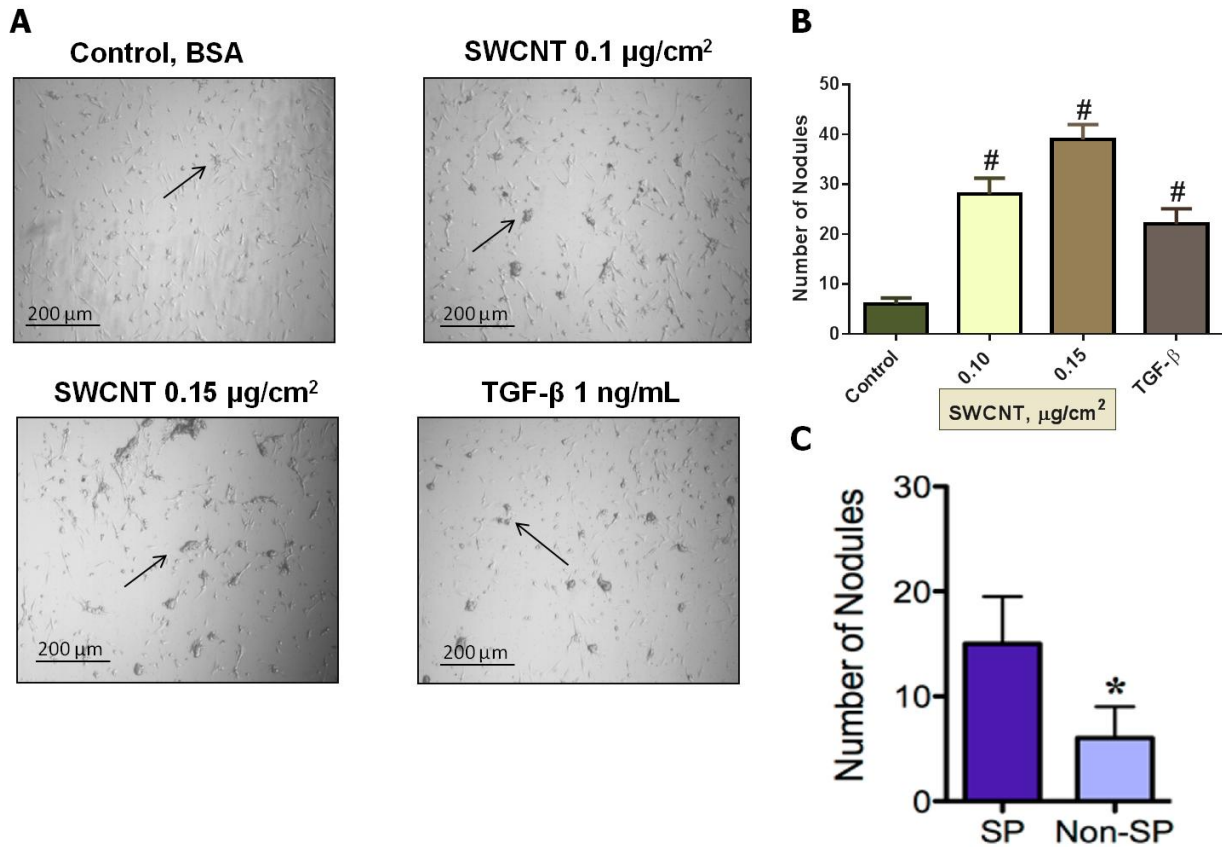 A
Control, BSA
200 μm
SWCNT 0.1 μg/cm²
200 μm
SWCNT 0.15 μg/cm²
200 μm
TGF-β 1 ng/mL
200 μm
B
Number of Nodules
50
40
30
20
10
0
#
#
#
Control
0.10
0.15
TGF-β
SWCNT, μg/cm²
C
Number of Nodules
30
20
10
0
*
SP
Non-SP